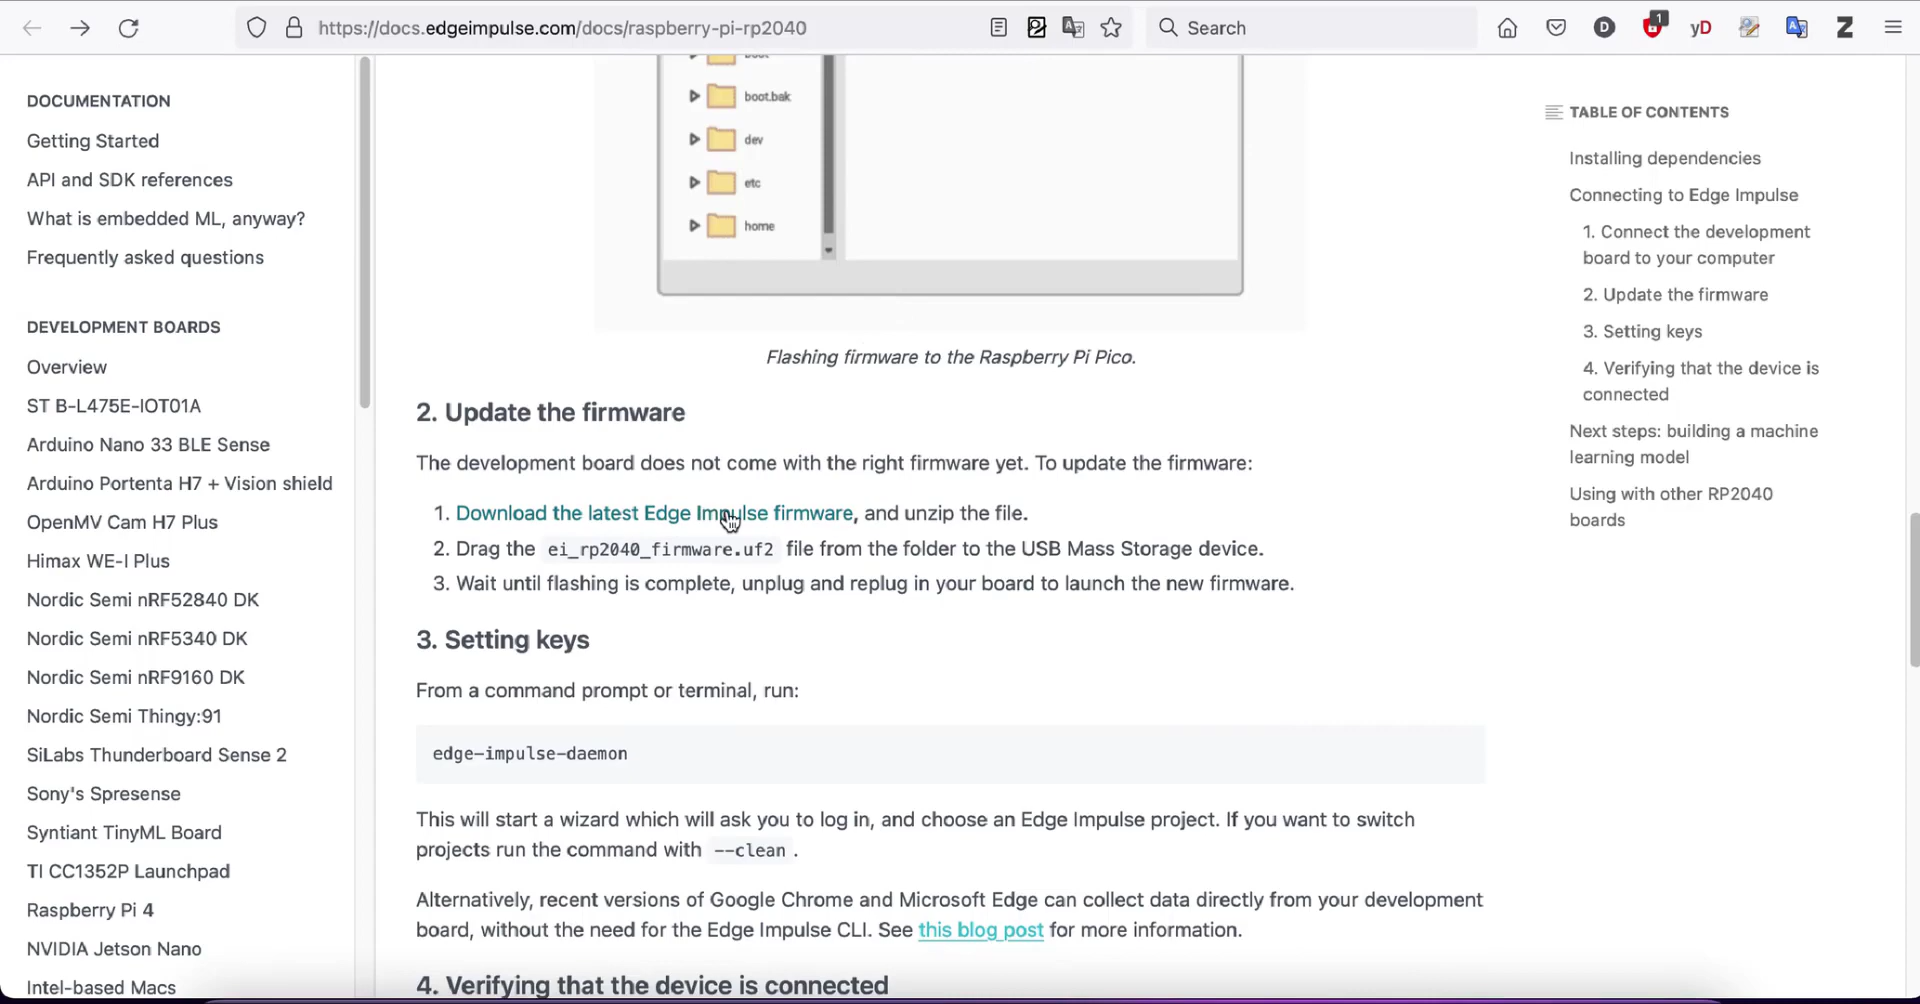 https://docs.edgeimpulse.com/docs/raspberry-pi-rp2040
Search
D
1
yD
Z
DOCUMENTATION
Getting Started
API and SDK references
What is embedded ML, anyway?
Frequently asked questions
DEVELOPMENT BOARDS
Overview
ST B-L475E-IOT01A
Arduino Nano 33 BLE Sense
Arduino Portenta H7 + Vision shield
OpenMV Cam H7 Plus
Himax WE-I Plus
Nordic Semi nRF52840 DK
Nordic Semi nRF5340 DK
Nordic Semi nRF9160 DK
Nordic Semi Thingy:91
SiLabs Thunderboard Sense 2
Sony's Spresense
Syntiant TinyML Board
TI CC1352P Launchpad
Raspberry Pi 4
NVIDIA Jetson Nano
Intel-based Macs
boot.bak
dev
etc
home
Flashing firmware to the Raspberry Pi Pico.
2. Update the firmware
The development board does not come with the right firmware yet. To update the firmware:
1. Download the latest Edge Impulse firmware, and unzip the file.
2. Drag the ei_rp2040_firmware.uf2 file from the folder to the USB Mass Storage device.
3. Wait until flashing is complete, unplug and replug in your board to launch the new firmware.
3. Setting keys
From a command prompt or terminal, run:
edge-impulse-daemon
This will start a wizard which will ask you to log in, and choose an Edge Impulse project. If you want to switch
projects run the command with --clean .
Alternatively, recent versions of Google Chrome and Microsoft Edge can collect data directly from your development
board, without the need for the Edge Impulse CLI. See this blog post for more information.
4. Verifying that the device is connected
TABLE OF CONTENTS
Installing dependencies
Connecting to Edge Impulse
1. Connect the development
board to your computer
2. Update the firmware
3. Setting keys
4. Verifying that the device is
connected
Next steps: building a machine
learning model
Using with other RP2040
boards